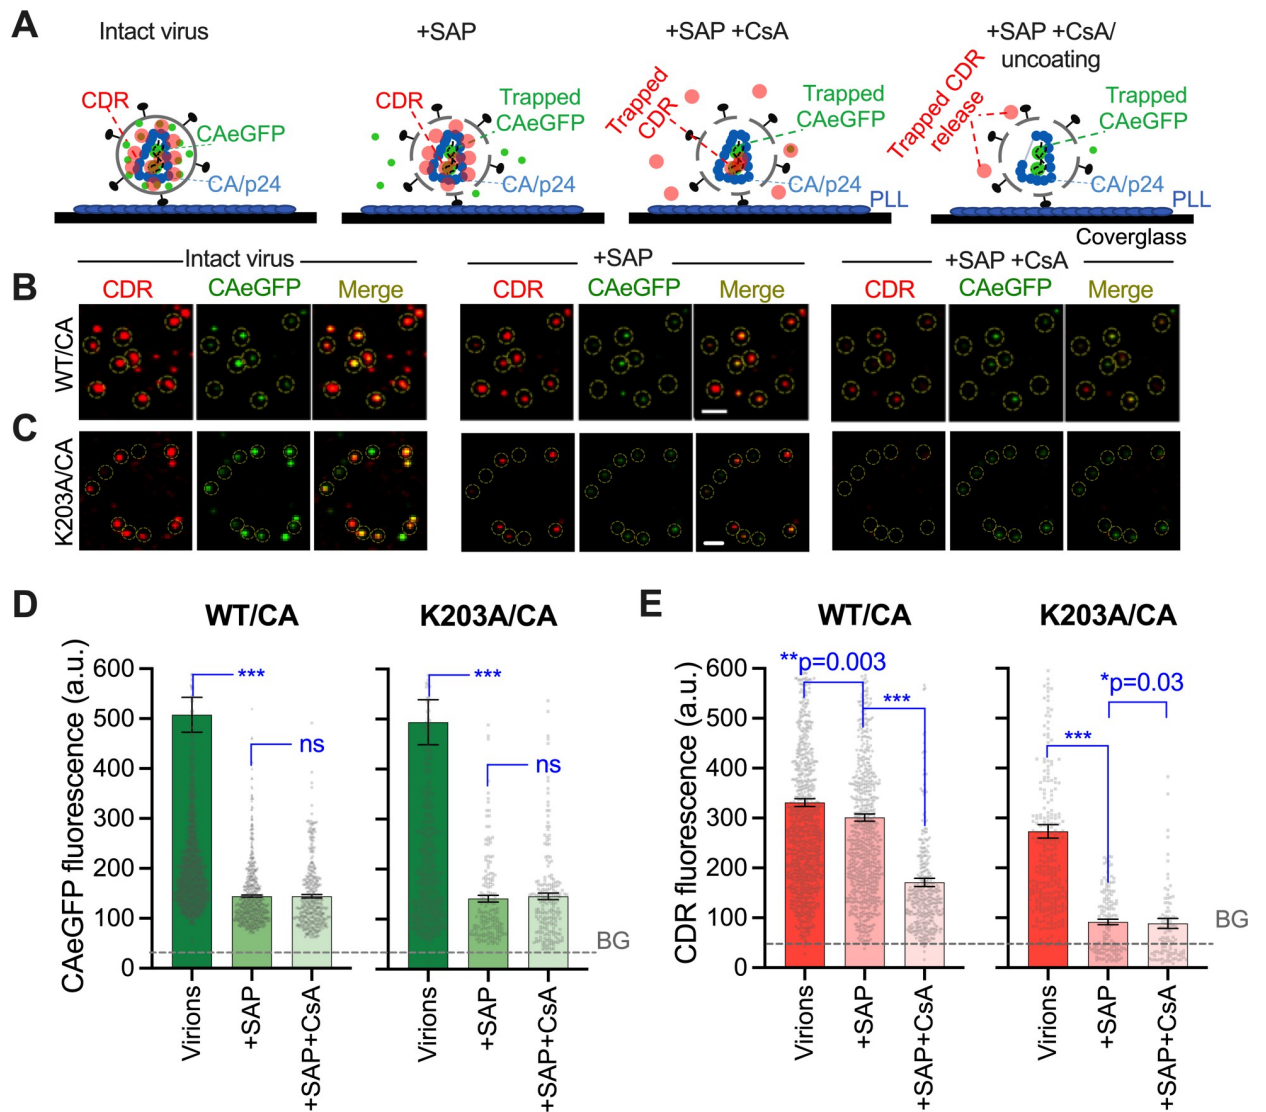 A
Intact virus
+SAP
+SAP +CsA
+SAP +CsA/
uncoating
CDR
CAeGFP
CA/p24
CDR
Trapped
CAeGFP
CA/p24
Trapped
CDR
Trapped
CAeGFP
CA/p24
PLL
Trapped CDR
release
Trapped
CAeGFP
CA/p24
PLL
Coverglass
Intact virus
+SAP
+SAP +CsA
B
CDR
CAeGFP
Merge
CDR
CAeGFP
Merge
CDR
CAeGFP
Merge
WT/CA
C
K203A/CA
D
WT/CA
K203A/CA
CAeGFP fluorescence (a.u.)
600
500
400
300
200
100
0
***
ns
***
ns
BG
Virions
+SAP
+SAP+CsA
Virions
+SAP
+SAP+CsA
E
WT/CA
K203A/CA
CDR fluorescence (a.u.)
600
500
400
300
200
100
0
**p=0.003
***
***
*p=0.03
BG
Virions
+SAP
+SAP+CsA
Virions
+SAP
+SAP+CsA